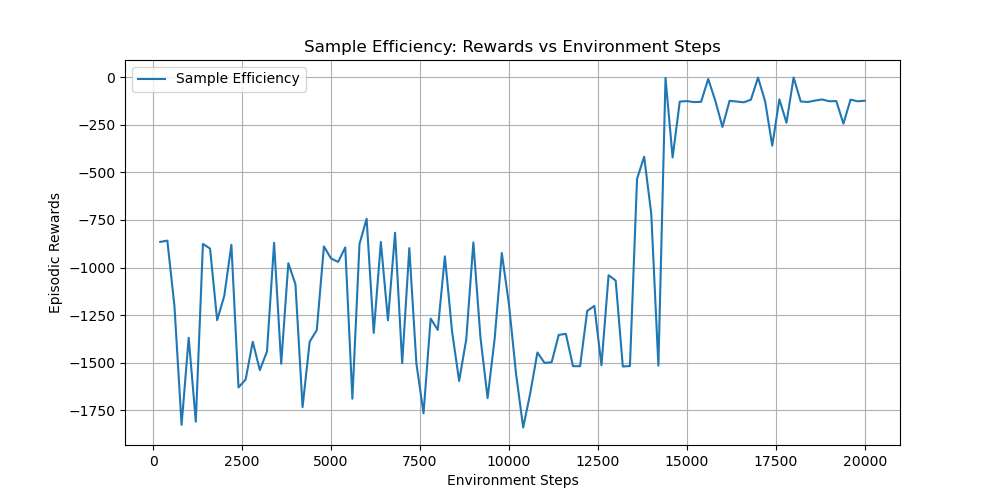 Sample Efficiency: Rewards vs Environment Steps
Sample Efficiency
Episodic Rewards
0
−250
−500
−750
−1000
−1250
−1500
−1750
0 2500 5000 7500 10000 12500 15000 17500 20000
Environment Steps